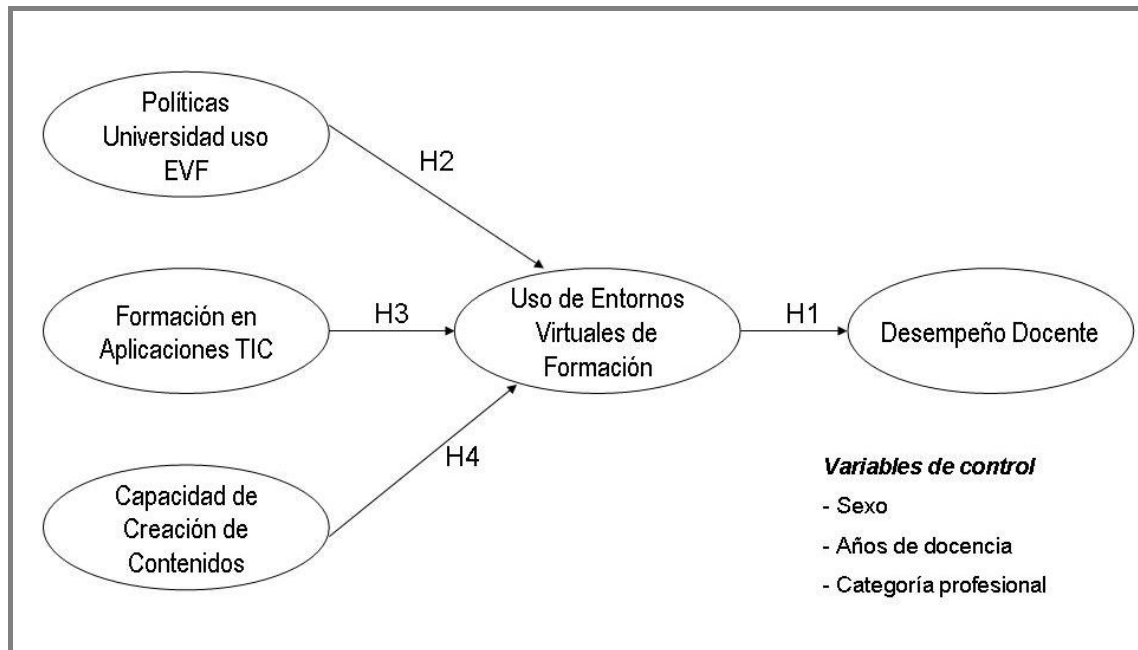 Políticas
Universidad uso
EVF
H2
Formación en
Aplicaciones TIC
H3
Uso de Entornos
Virtuales de
Formación
H1
Desempeño Docente
H4
Capacidad de
Creación de
Contenidos
Variables de control
- Sexo
- Años de docencia
- Categoría profesional